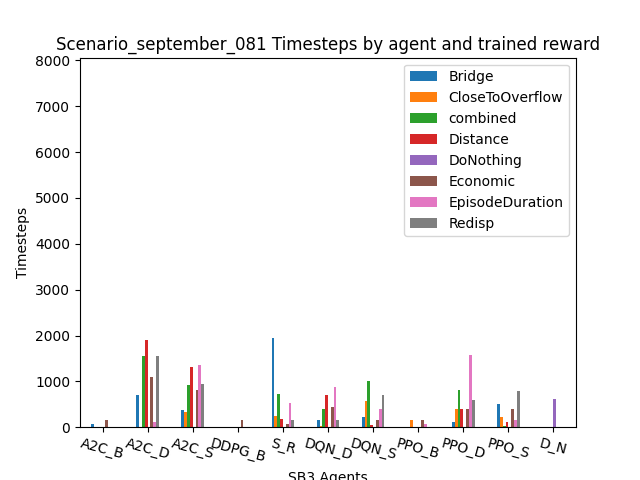 Scenario_september_081 Timesteps by agent and trained reward
8000
7000
6000
5000
4000
3000
2000
1000
0
Timesteps
Bridge
CloseToOverflow
combined
Distance
DoNothing
Economic
EpisodeDuration
Redisp
A2C_B
A2C_D
A2C_S
DDPG_B
S_R
DQN_D
DQN_S
PPO_B
PPO_D
PPO_S
D_N
SB3 Agents